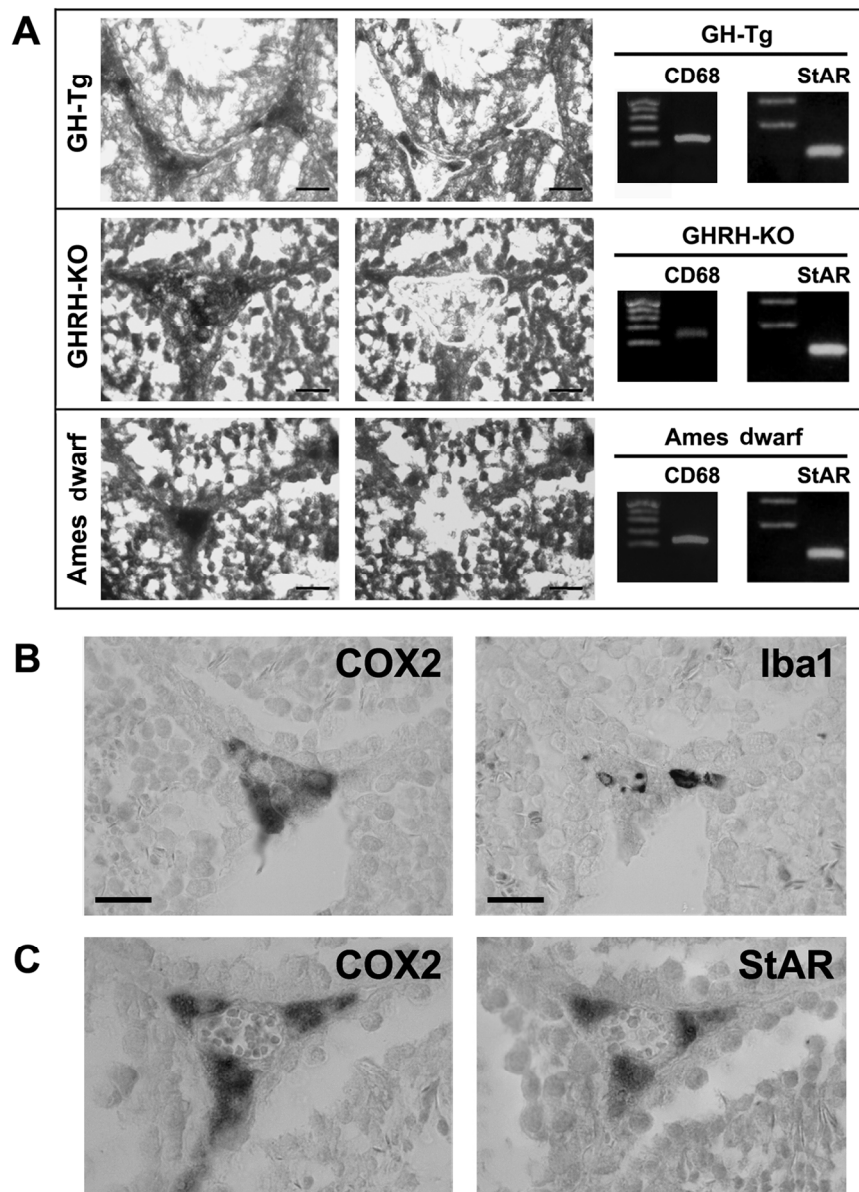 A
GH-Tg
GH-Tg
CD68 StAR
GHRH-KO
GHRH-KO
CD68 StAR
Ames dwarf
Ames dwarf
CD68 StAR
B
COX2 Iba1
C
COX2 StAR